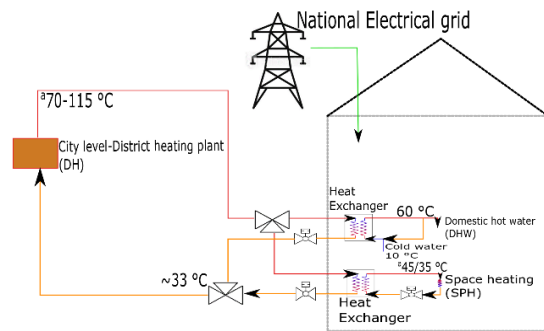 National Electrical grid
ᵃ70-115 ºC
City level-District heating plant
(DH)
Heat
Exchanger
60 ºC
Domestic hot water
(DHW)
Cold water
10 ºC
ᵃ45/35 ºC
Space heating
(SPH)
~33 ºC
Heat
Exchanger